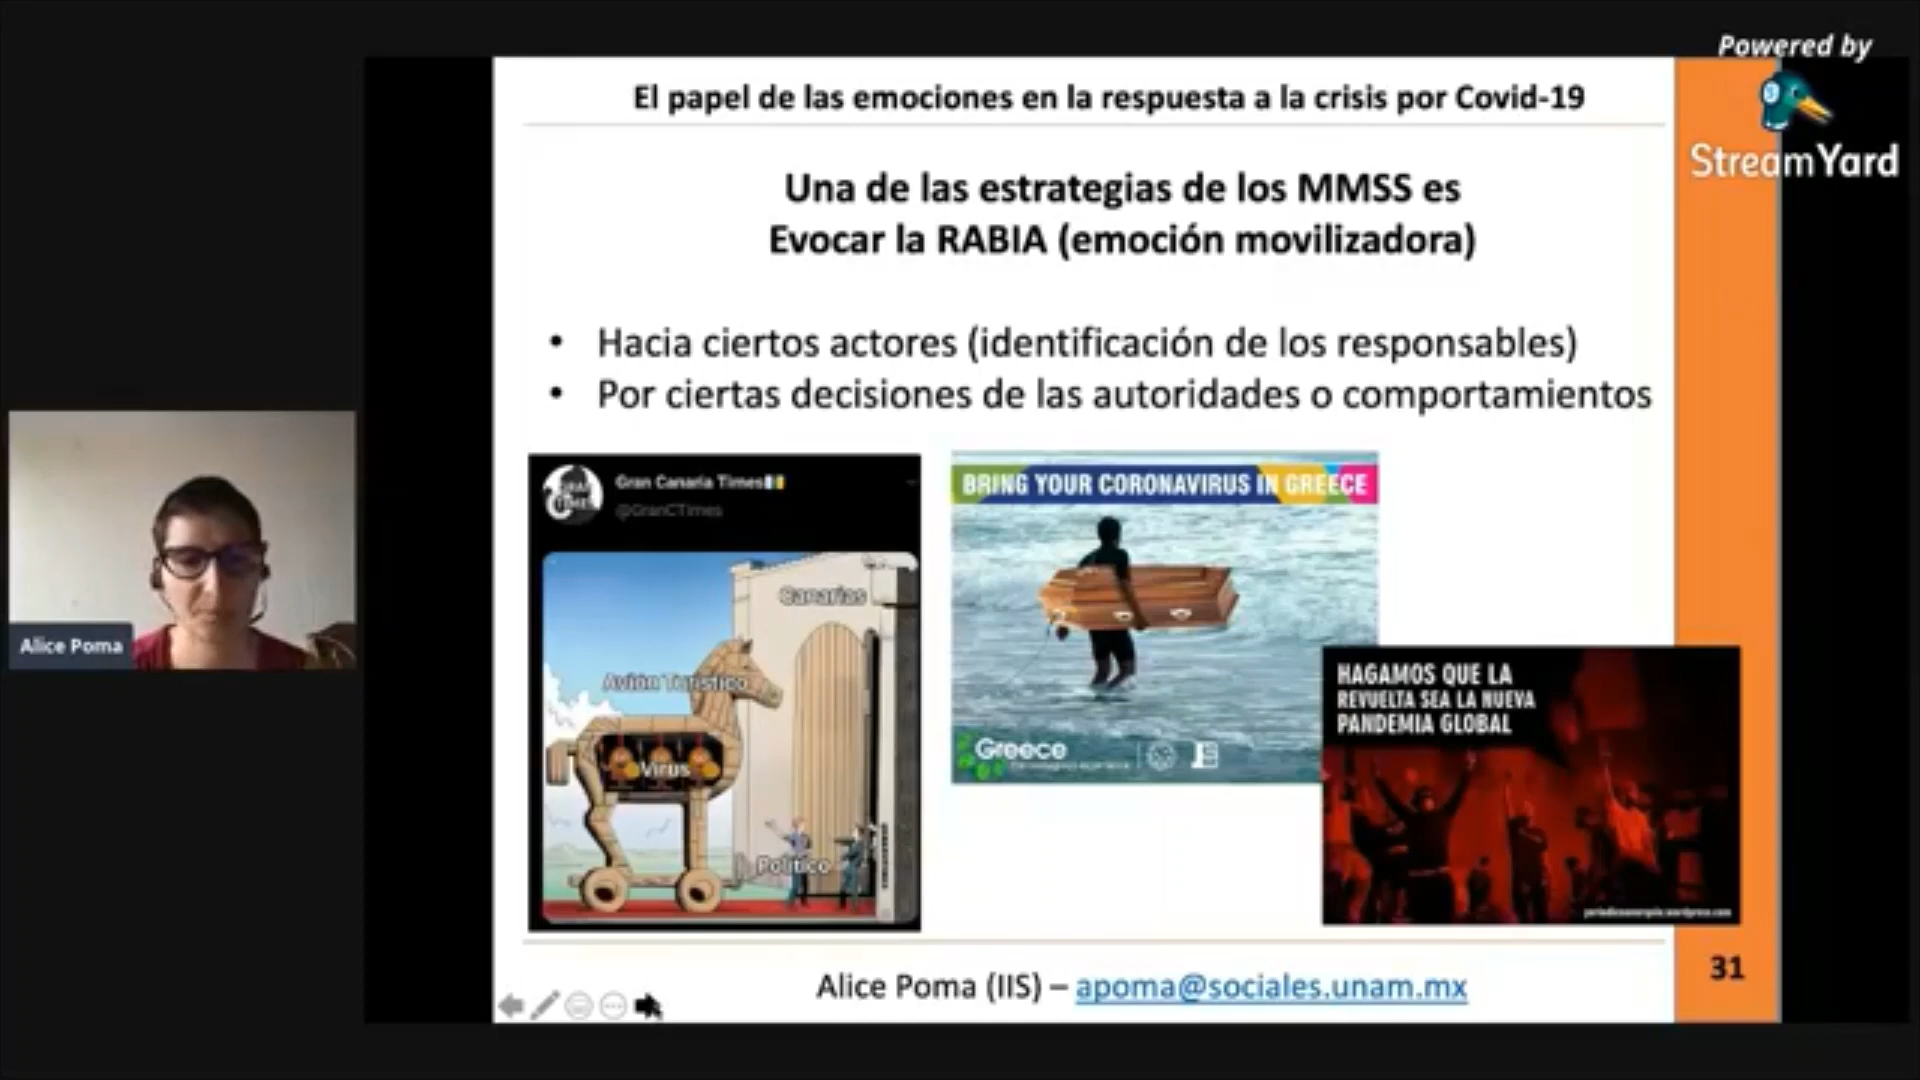 Powered by
StreamYard
El papel de las emociones en la respuesta a la crisis por Covid-19
Una de las estrategias de los MMSS es
Evocar la RABIA (emoción movilizadora)
• Hacia ciertos actores (identificación de los responsables)
• Por ciertas decisiones de las autoridades o comportamientos
Gran Canaria Times
@GranCTimes
Canarias
Avión Turístico
Virus
Político
BRING YOUR CORONAVIRUS IN GREECE
Greece
HAGAMOS QUE LA
REVUELTA SEA LA NUEVA
PANDEMIA GLOBAL
Alice Poma
Alice Poma (IIS) – apoma@sociales.unam.mx
31